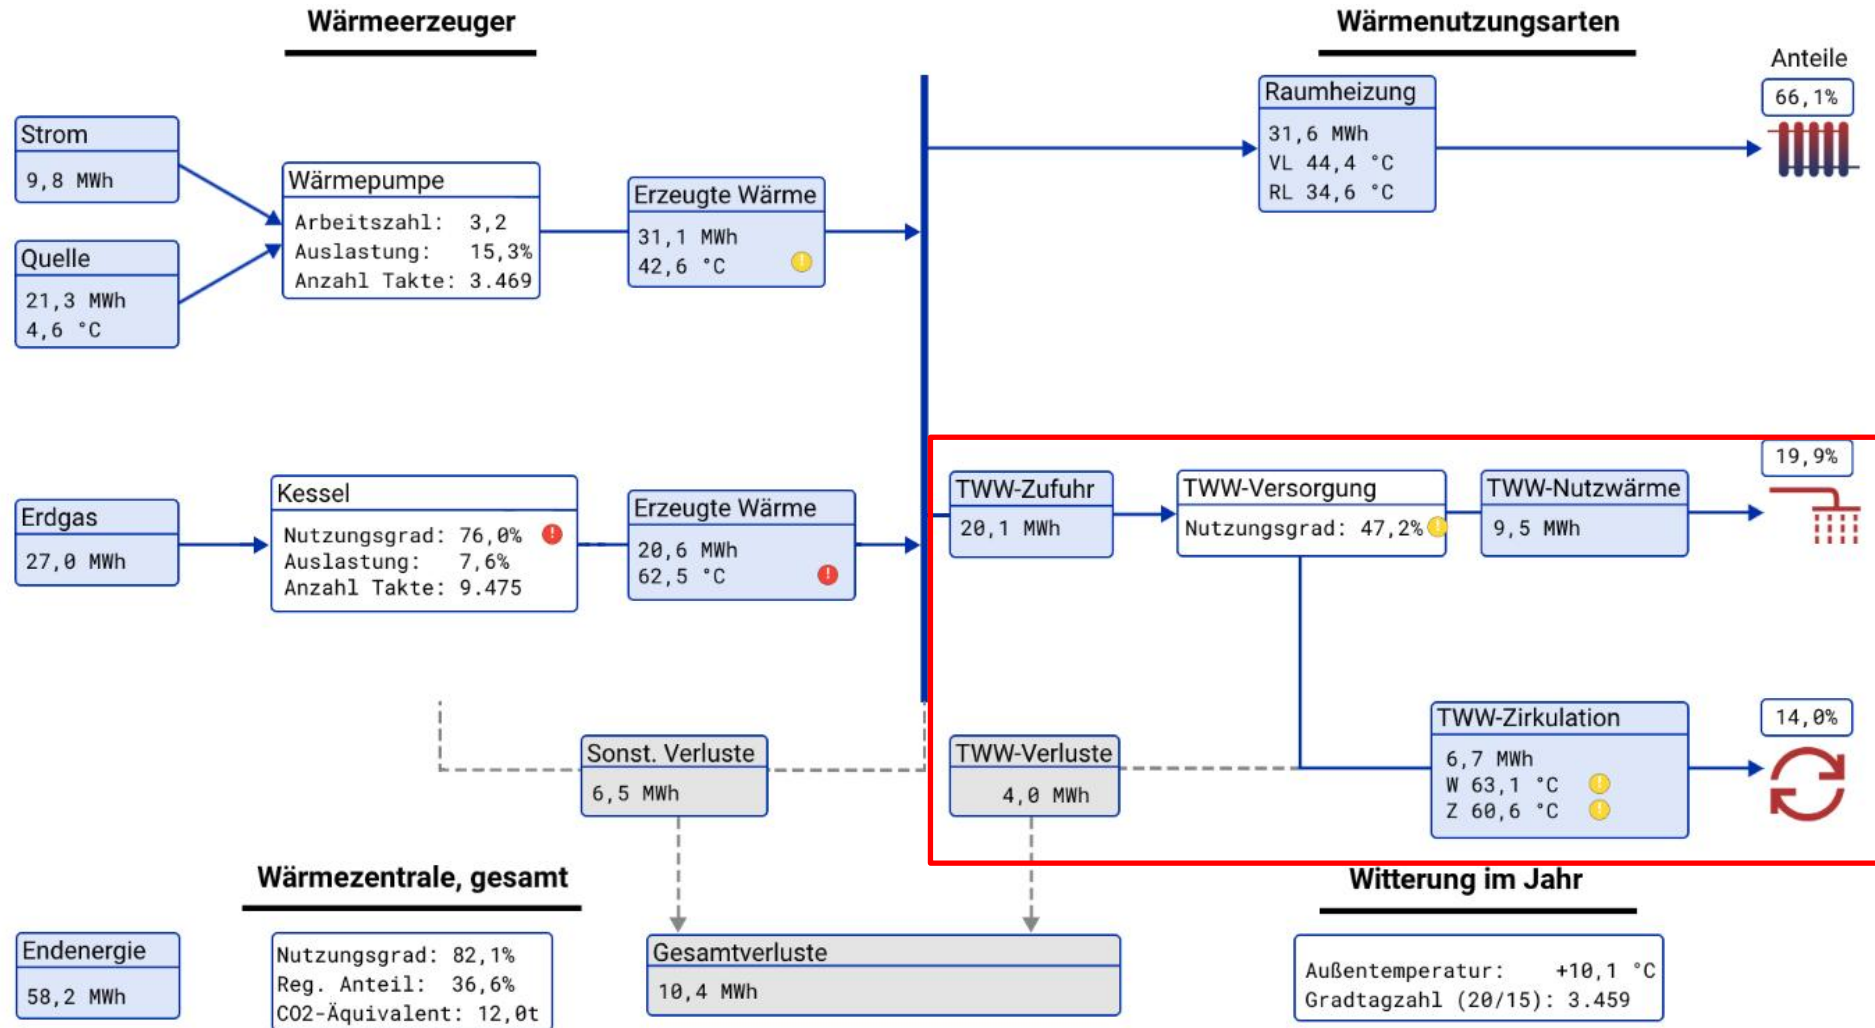 Wärmeerzeuger
Wärmenutzungsarten
Anteile
66,1%
Raumheizung
31,6 MWh
VL 44,4 °C
RL 34,6 °C
Strom
9,8 MWh
Quelle
21,3 MWh
4,6 °C
Wärmepumpe
Arbeitszahl: 3,2
Auslastung: 15,3%
Anzahl Takte: 3.469
Erzeugte Wärme
31,1 MWh
42,6 °C
Erdgas
27,0 MWh
Kessel
Nutzungsgrad: 76,0%
Auslastung: 7,6%
Anzahl Takte: 9.475
Erzeugte Wärme
20,6 MWh
62,5 °C
TWW-Zufuhr
20,1 MWh
TWW-Versorgung
Nutzungsgrad: 47,2%
TWW-Nutzwärme
9,5 MWh
19,9%
Sonst. Verluste
6,5 MWh
TWW-Verluste
4,0 MWh
TWW-Zirkulation
6,7 MWh
W 63,1 °C
Z 60,6 °C
14,0%
Wärmezentrale, gesamt
Witterung im Jahr
Endenergie
58,2 MWh
Nutzungsgrad: 82,1%
Reg. Anteil: 36,6%
CO2-Äquivalent: 12,0t
Gesamtverluste
10,4 MWh
Außentemperatur: +10,1 °C
Gradtagzahl (20/15): 3.459